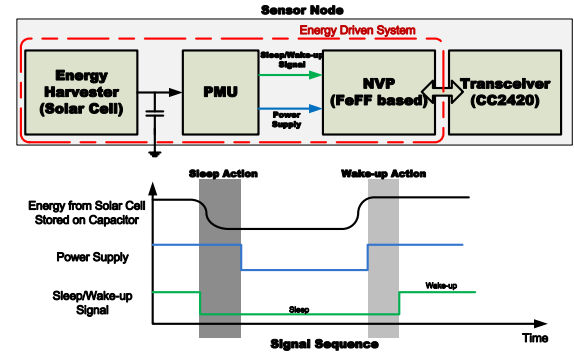 Sensor Node
Energy Driven System
Energy
Harvester
(Solar Cell)
PMU
Sleep/Wake-up
Signal
Power
Supply
NVP
(FeFF based)
Transceiver
(CC2420)
Sleep Action
Wake-up Action
Energy from Solar Cell
Stored on Capacitor
Power Supply
Sleep/Wake-up
Signal
Sleep
Wake-up
Time
Signal Sequence